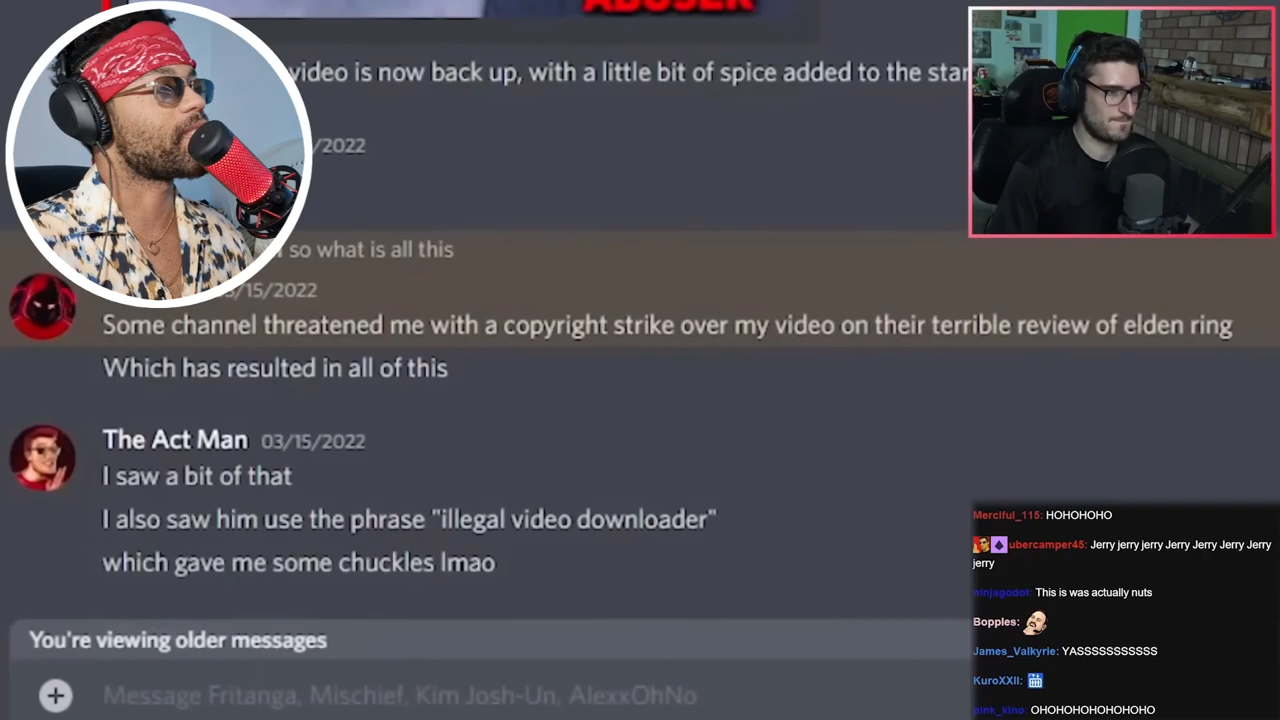 ABUSER
video is now back up, with a little bit of spice added to the star
/2022
so what is all this
/15/2022
Some channel threatened me with a copyright strike over my video on their terrible review of elden ring
Which has resulted in all of this
The Act Man 03/15/2022
I saw a bit of that
I also saw him use the phrase "illegal video downloader"
which gave me some chuckles lmao
You're viewing older messages
Message Fritanga, Mischief, Kim Josh-Un, AlexxOhNo
Merciful_115: HOHOHOHO
ubercamper45: Jerry jerry jerry Jerry Jerry Jerry Jerry
jerry
ninjagodot: This is was actually nuts
Bopples:
James_Valkyrie: YASSSSSSSSSSS
KuroXXII:
pink_kino: OHOHOHOHOHOHOHO